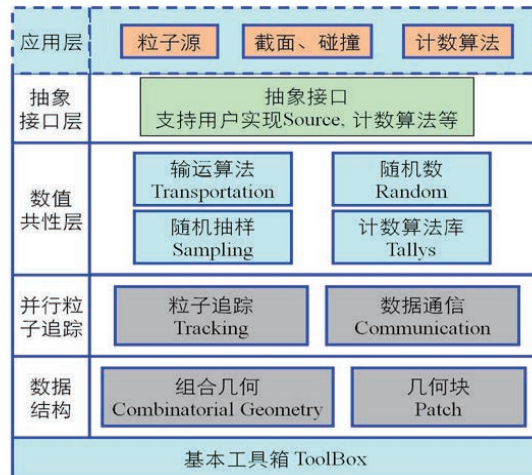 应用层
粒子源
截面、碰撞
计数算法
抽象
接口层
抽象接口
支持用户实现Source, 计数算法等
数值
共性层
输运算法
Transportation
随机数
Random
随机抽样
Sampling
计数算法库
Tallys
并行粒
子追踪
粒子追踪
Tracking
数据通信
Communication
数据
结构
组合几何
Combinatorial Geometry
几何块
Patch
基本工具箱 ToolBox